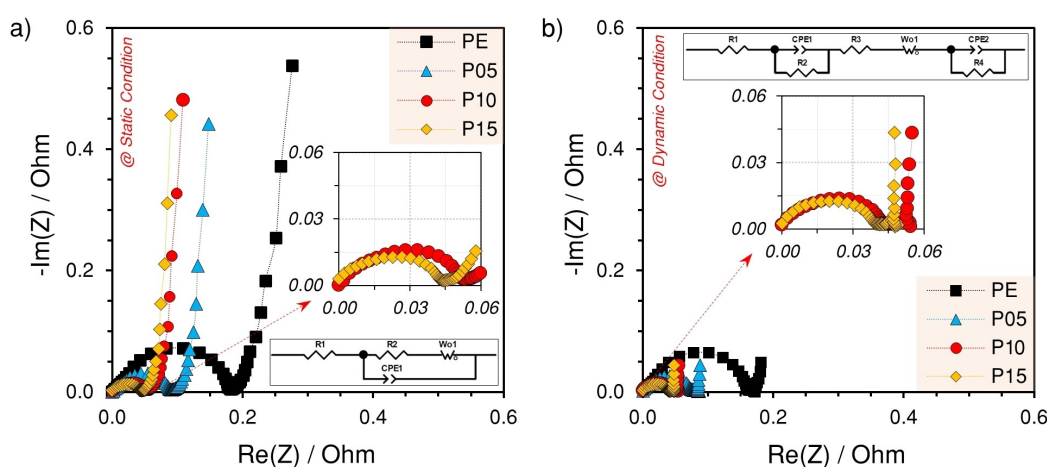 a)
@ Static Condition
-Im(Z) / Ohm
0.6
0.4
0.2
0.0
0.0
0.2
0.4
0.6
Re(Z) / Ohm
PE
P05
P10
P15
0.06
0.03
0.00
0.00
0.03
0.06
R1
R2
Wo1
CPE1
b)
@ Dynamic Condition
-Im(Z) / Ohm
0.6
0.4
0.2
0.0
0.0
0.2
0.4
0.6
Re(Z) / Ohm
R1
CPE1
R3
Wo1
CPE2
R2
R4
0.06
0.03
0.00
0.00
0.03
0.06
PE
P05
P10
P15